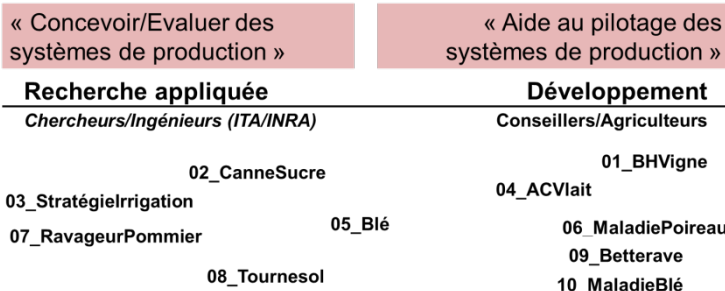 « Concevoir/Evaluer des
systèmes de production »
« Aide au pilotage des
systèmes de production »
Recherche appliquée
Développement
Chercheurs/Ingénieurs (ITA/INRA)
Conseillers/Agriculteurs
01_BHVigne
02_CanneSucre
04_ACVlait
03_StratégieIrrigation
05_Blé
06_MaladiePoireau
07_RavageurPommier
09_Betterave
08_Tournesol
10_MaladieBlé